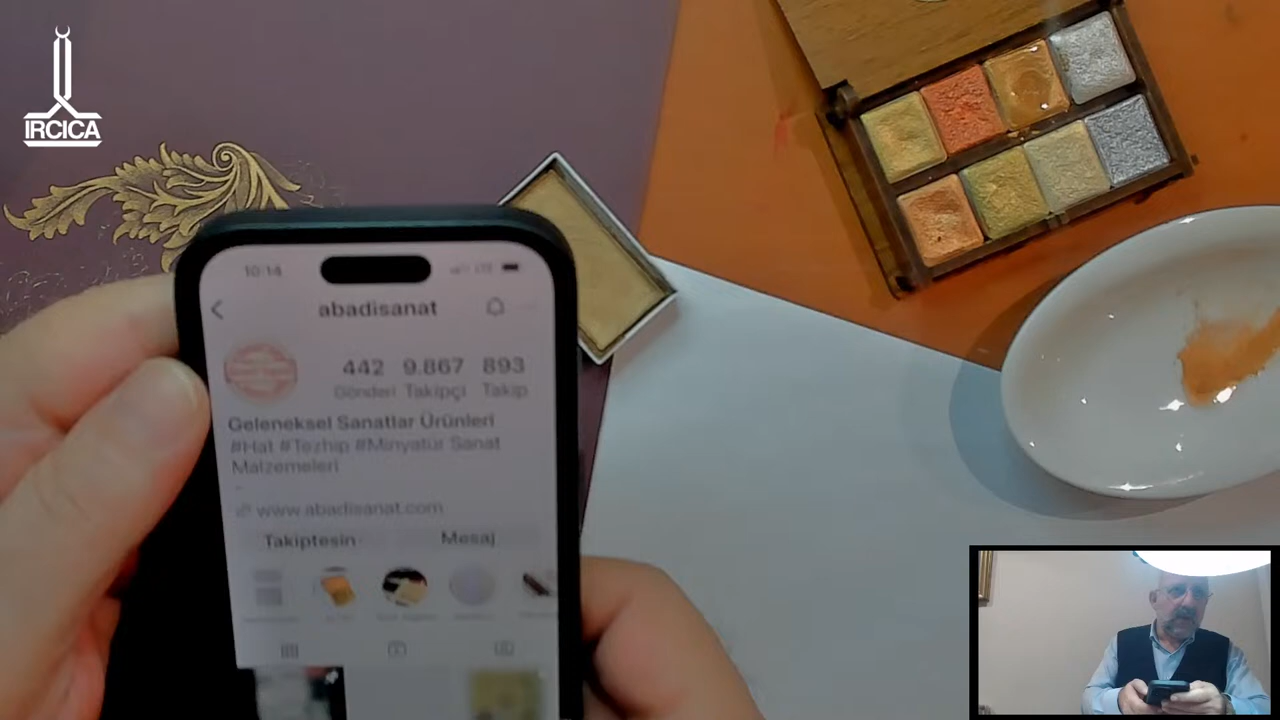 IRCICA
10:14
abadisanat
442 9.867 893
Gönderi Takipçi Takip
Geleneksel Sanatlar Ürünleri
#Hat #Tezhip #Minyatür Sanat
Malzemeleri
www.abadisanat.com
Takiptesin Mesaj